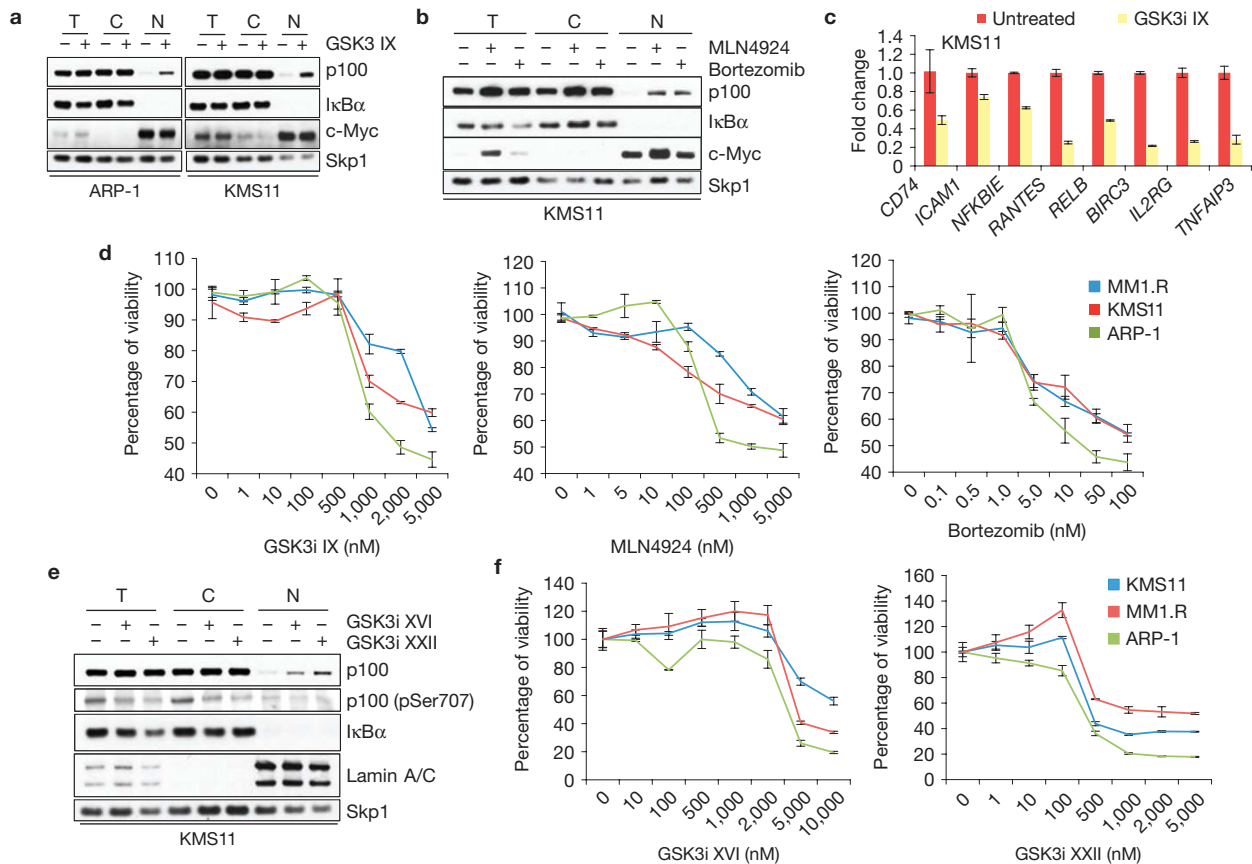 a
T C N T C N
– + – + – + – + – + – +
GSK3 IX
p100
IκBα
c-Myc
Skp1
ARP-1 KMS11
b
T C N
– + – – + – – + –
MLN4924
– – + – – + – – +
Bortezomib
p100
IκBα
c-Myc
Skp1
KMS11
c
Untreated GSK3i IX
KMS11
Fold change
1.4
1.2
1.0
0.8
0.6
0.4
0.2
0
CD74 ICAM1 NFKBIE RANTES RELB BIRC3 IL2RG TNFAIP3
d
Percentage of viability
110
100
90
80
70
60
50
40
0 1 10 100 500 1,000 2,000 5,000
GSK3i IX (nM)
Percentage of viability
120
110
100
90
80
70
60
50
40
0 1 5 10 100 500 1,000 5,000
MLN4924 (nM)
Percentage of viability
120
110
100
90
80
70
60
50
40
0 0.1 0.5 1.0 5.0 10 50 100
Bortezomib (nM)
MM1.R
KMS11
ARP-1
e
T C N
– + – – + – – + –
GSK3i XVI
– – + – – + – – +
GSK3i XXII
p100
p100 (pSer707)
IκBα
Lamin A/C
Skp1
KMS11
f
Percentage of viability
140
120
100
80
60
40
20
0
0 10 100 500 1,000 2,000 5,000 10,000
GSK3i XVI (nM)
Percentage of viability
160
140
120
100
80
60
40
20
0
0 1 10 100 500 1,000 2,000 5,000
GSK3i XXII (nM)
KMS11
MM1.R
ARP-1